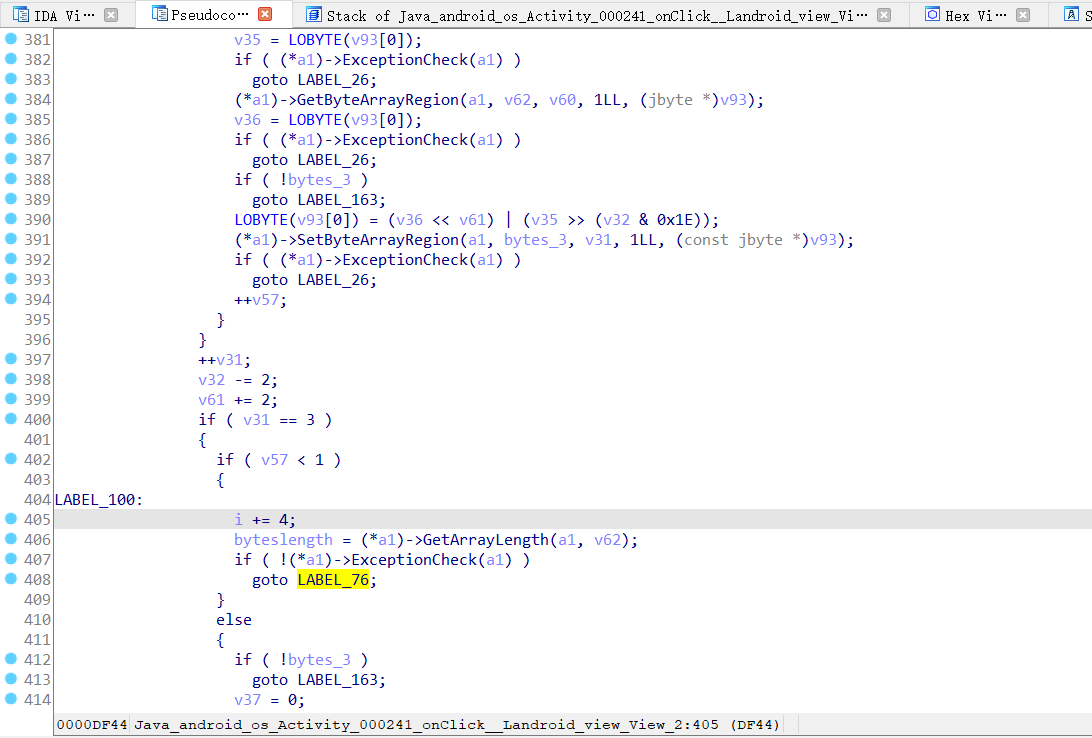 IDA Vi… Pseudoco… Stack of Java_android_os_Activity_000241_onClick__Landroid_view_Vi… Hex Vi… S
381 v35 = LOBYTE(v93[0]);
382 if ( (*a1)->ExceptionCheck(a1) )
383 goto LABEL_26;
384 (*a1)->GetByteArrayRegion(a1, v62, v60, 1LL, (jbyte *)v93);
385 v36 = LOBYTE(v93[0]);
386 if ( (*a1)->ExceptionCheck(a1) )
387 goto LABEL_26;
388 if ( !bytes_3 )
389 goto LABEL_163;
390 LOBYTE(v93[0]) = (v36 << v61) | (v35 >> (v32 & 0x1E));
391 (*a1)->SetByteArrayRegion(a1, bytes_3, v31, 1LL, (const jbyte *)v93);
392 if ( (*a1)->ExceptionCheck(a1) )
393 goto LABEL_26;
394 ++v57;
395 }
396 }
397 ++v31;
398 v32 -= 2;
399 v61 += 2;
400 if ( v31 == 3 )
401 {
402 if ( v57 < 1 )
403 {
404 LABEL_100:
405 i += 4;
406 byteslength = (*a1)->GetArrayLength(a1, v62);
407 if ( !(*a1)->ExceptionCheck(a1) )
408 goto LABEL_76;
409 }
410 else
411 {
412 if ( !bytes_3 )
413 goto LABEL_163;
414 v37 = 0;
0000DF44 Java_android_os_Activity_000241_onClick__Landroid_view_View_2:405 (DF44)